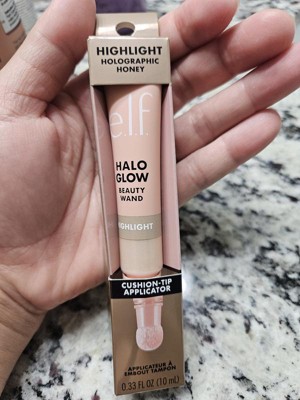 HIGHLIGHT
HOLOGRAPHIC
HONEY
e.l.f.
HALO
GLOW
BEAUTY
WAND
HIGHLIGHT
CUSHION-TIP
APPLICATOR
APPLICATEUR À
EMBOUT TAMPON
0.33 FL OZ (10 mL)